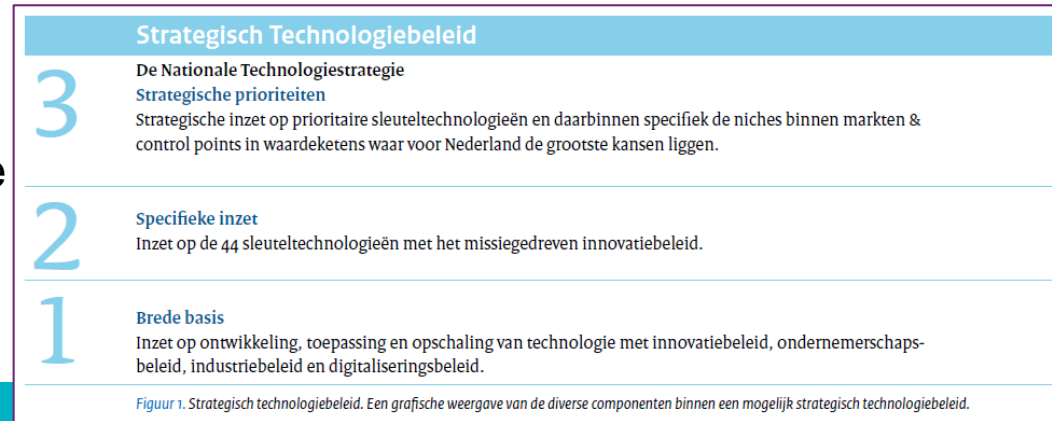 Strategisch Technologiebeleid
3
De Nationale Technologiestrategie
Strategische prioriteiten
Strategische inzet op prioritaire sleuteltechnologieën en daarbinnen specifiek de niches binnen markten &
control points in waardeketens waar voor Nederland de grootste kansen liggen.
e
2
Specifieke inzet
Inzet op de 44 sleuteltechnologieën met het missiegedreven innovatiebeleid.
1
Brede basis
Inzet op ontwikkeling, toepassing en opschaling van technologie met innovatiebeleid, ondernemerschaps-
beleid, industriebeleid en digitaliseringsbeleid.
Figuur 1. Strategisch technologiebeleid. Een grafische weergave van de diverse componenten binnen een mogelijk strategisch technologiebeleid.